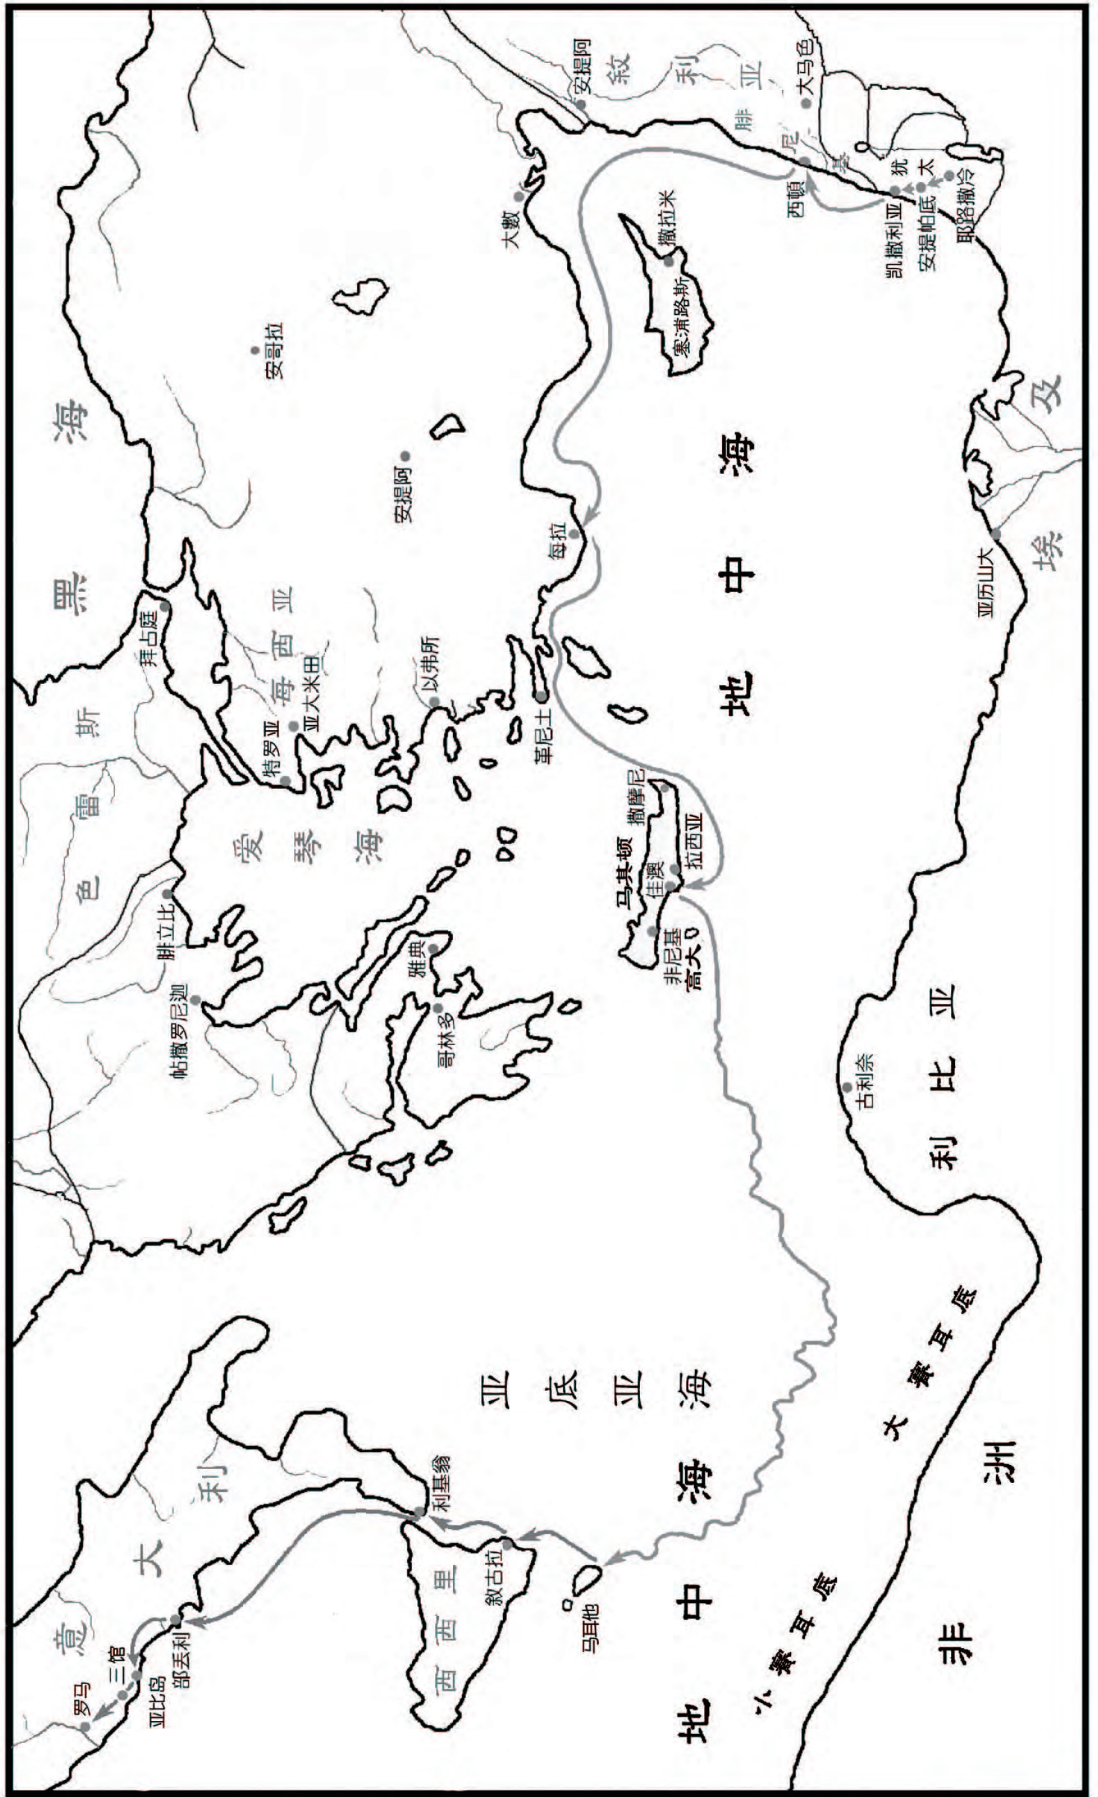 黑海
色雷斯
拜占庭
腓立比
帖撒罗尼迦
特罗亚
亚大米田
每西亚
爱琴海
以弗所
雅典
哥林多
安哥拉
安提阿
大數
安提阿
敘利亚
大马色
腓尼基
西頓
犹太
凯撒利亚
安提帕底
耶路撒冷
撒拉米
塞浦路斯
每拉
革尼土
撒摩尼
马其顿
佳澳
拉西亚
非尼基
高大
地中海
亚历山大
埃及
古利奈
利比亚
大赛耳底
小赛耳底
非洲
意大利
罗马
三馆
亚比岛
部丢利
利基翁
西西里
敘古拉
马耳他
亚底亚海
地中海